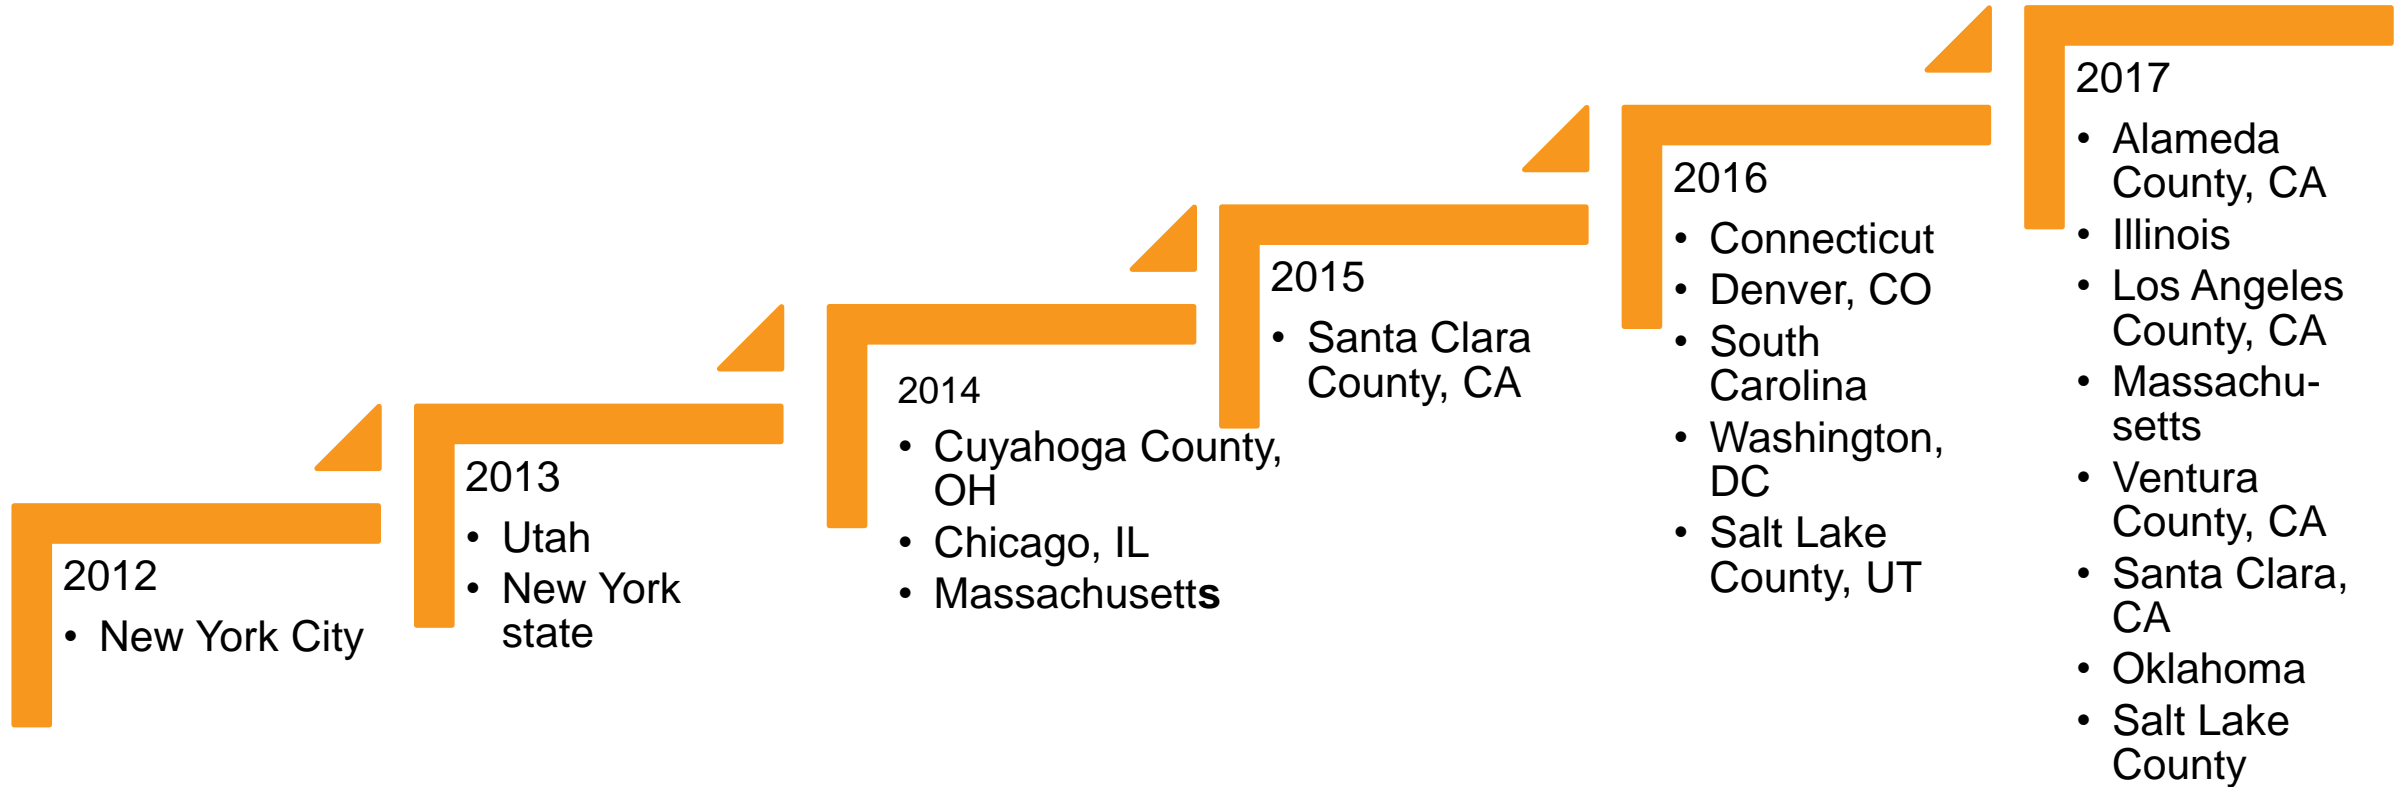 2012
• New York City
2013
• Utah
• New York
state
2014
• Cuyahoga County,
OH
• Chicago, IL
• Massachusetts
2015
• Santa Clara
County, CA
2016
• Connecticut
• Denver, CO
• South
Carolina
• Washington,
DC
• Salt Lake
County, UT
2017
• Alameda
County, CA
• Illinois
• Los Angeles
County, CA
• Massachu-
setts
• Ventura
County, CA
• Santa Clara,
CA
• Oklahoma
• Salt Lake
County